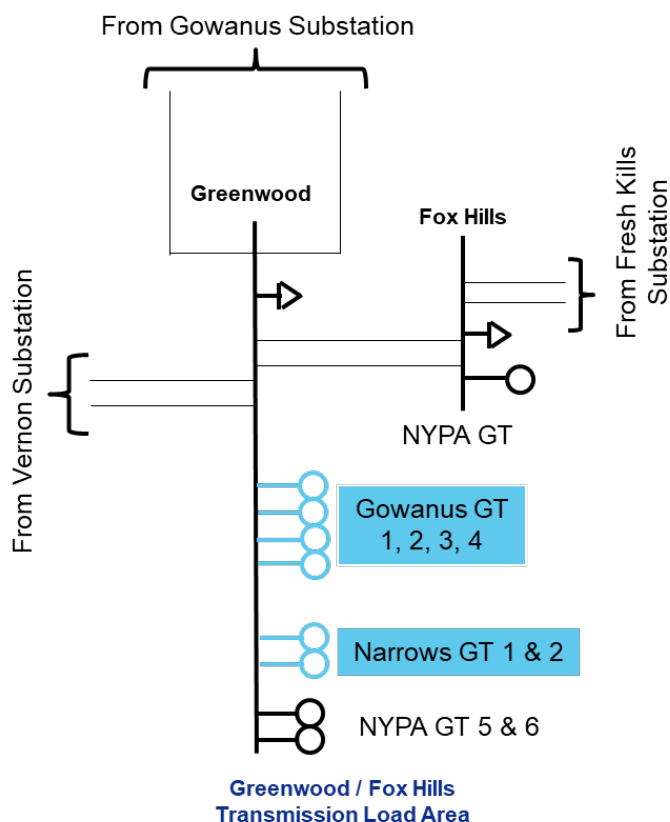 From Gowanus Substation
Greenwood
Fox Hills
From Fresh Kills
Substation
From Vernon Substation
NYPA GT
Gowanus GT
1, 2, 3, 4
Narrows GT 1 & 2
NYPA GT 5 & 6
Greenwood / Fox Hills
Transmission Load Area